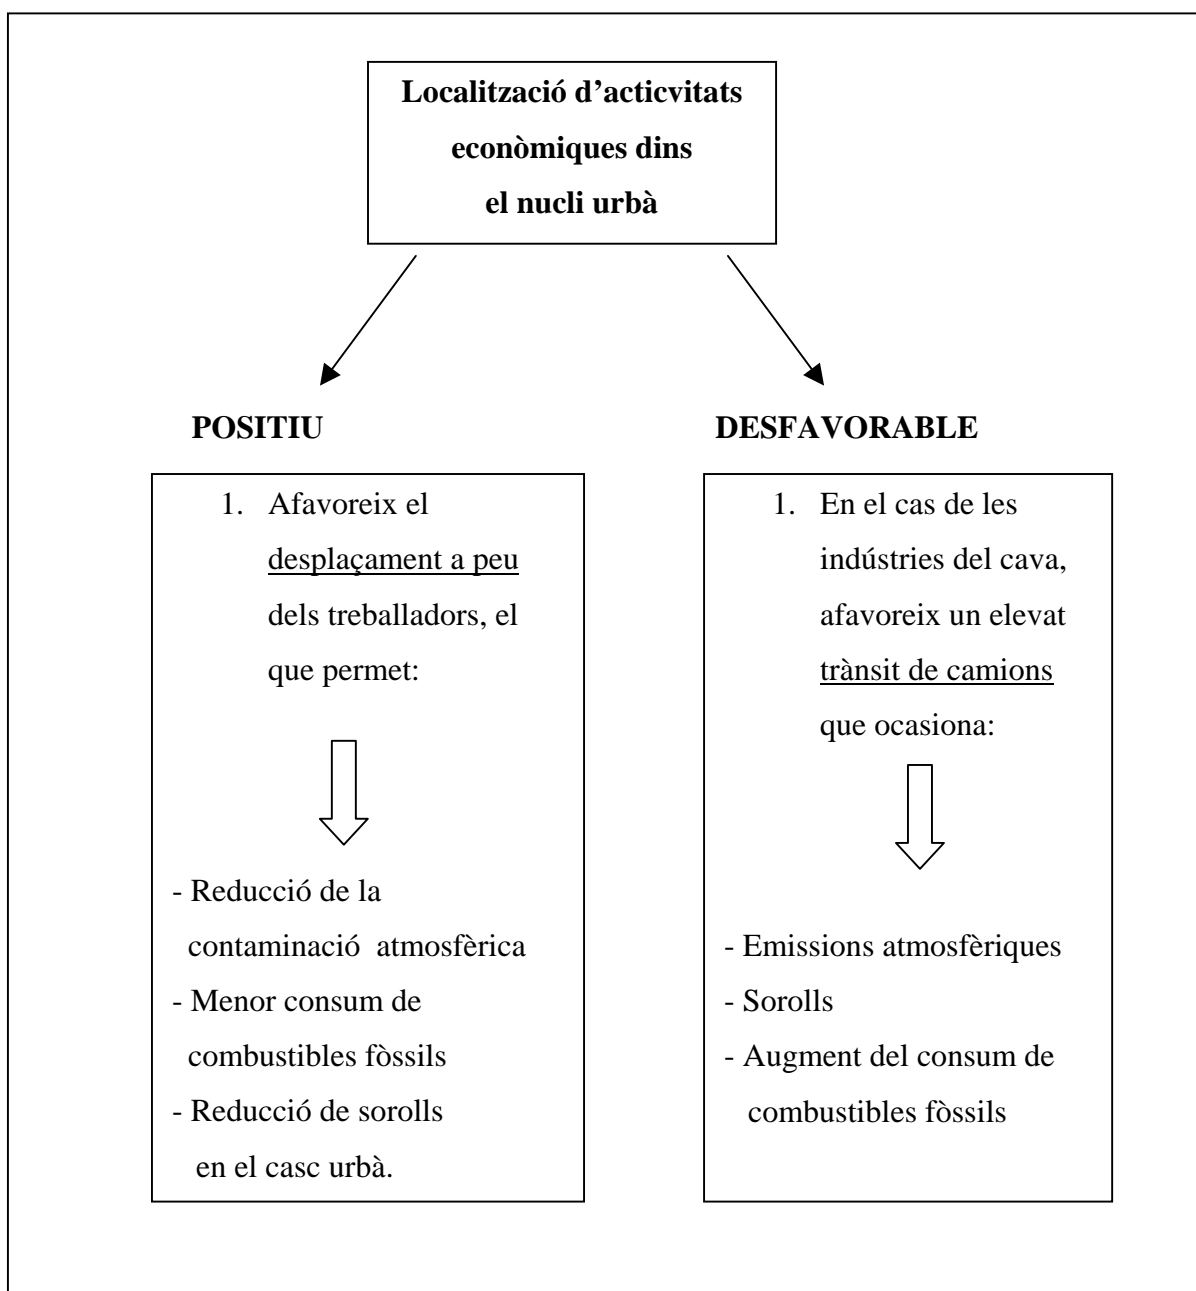 Localització d'acticvitats
econòmiques dins
el nucli urbà
POSITIU
1. Afavoreix el
desplaçament a peu
dels treballadors, el
que permet:
- Reducció de la
contaminació atmosfèrica
- Menor consum de
combustibles fòssils
- Reducció de sorolls
en el casc urbà.
DESFAVORABLE
1. En el cas de les
indústries del cava,
afavoreix un elevat
trànsit de camions
que ocasiona:
- Emissions atmosfèriques
- Sorolls
- Augment del consum de
combustibles fòssils